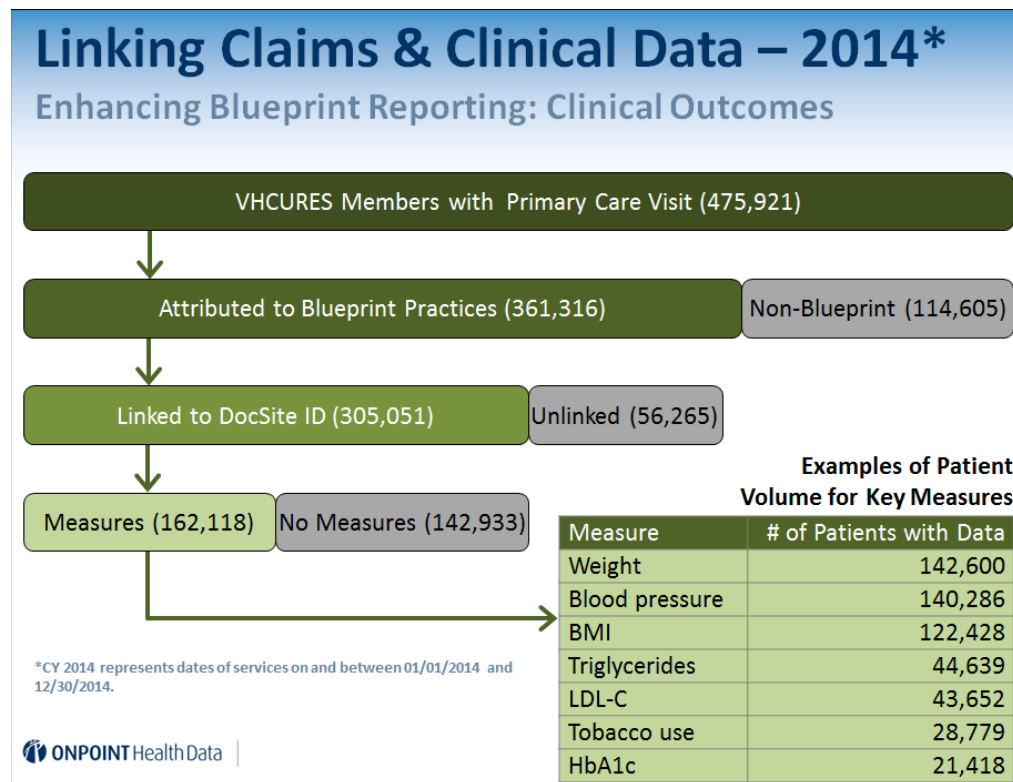 Linking Claims & Clinical Data – 2014*
Enhancing Blueprint Reporting: Clinical Outcomes
VHCURES Members with Primary Care Visit (475,921)
Attributed to Blueprint Practices (361,316)
Non-Blueprint (114,605)
Linked to DocSite ID (305,051)
Unlinked (56,265)
Measures (162,118)
No Measures (142,933)
Examples of Patient
Volume for Key Measures
Measure # of Patients with Data
Weight 142,600
Blood pressure 140,286
BMI 122,428
Triglycerides 44,639
LDL-C 43,652
Tobacco use 28,779
HbA1c 21,418
*CY 2014 represents dates of services on and between 01/01/2014 and
12/30/2014.
ONPOINT Health Data